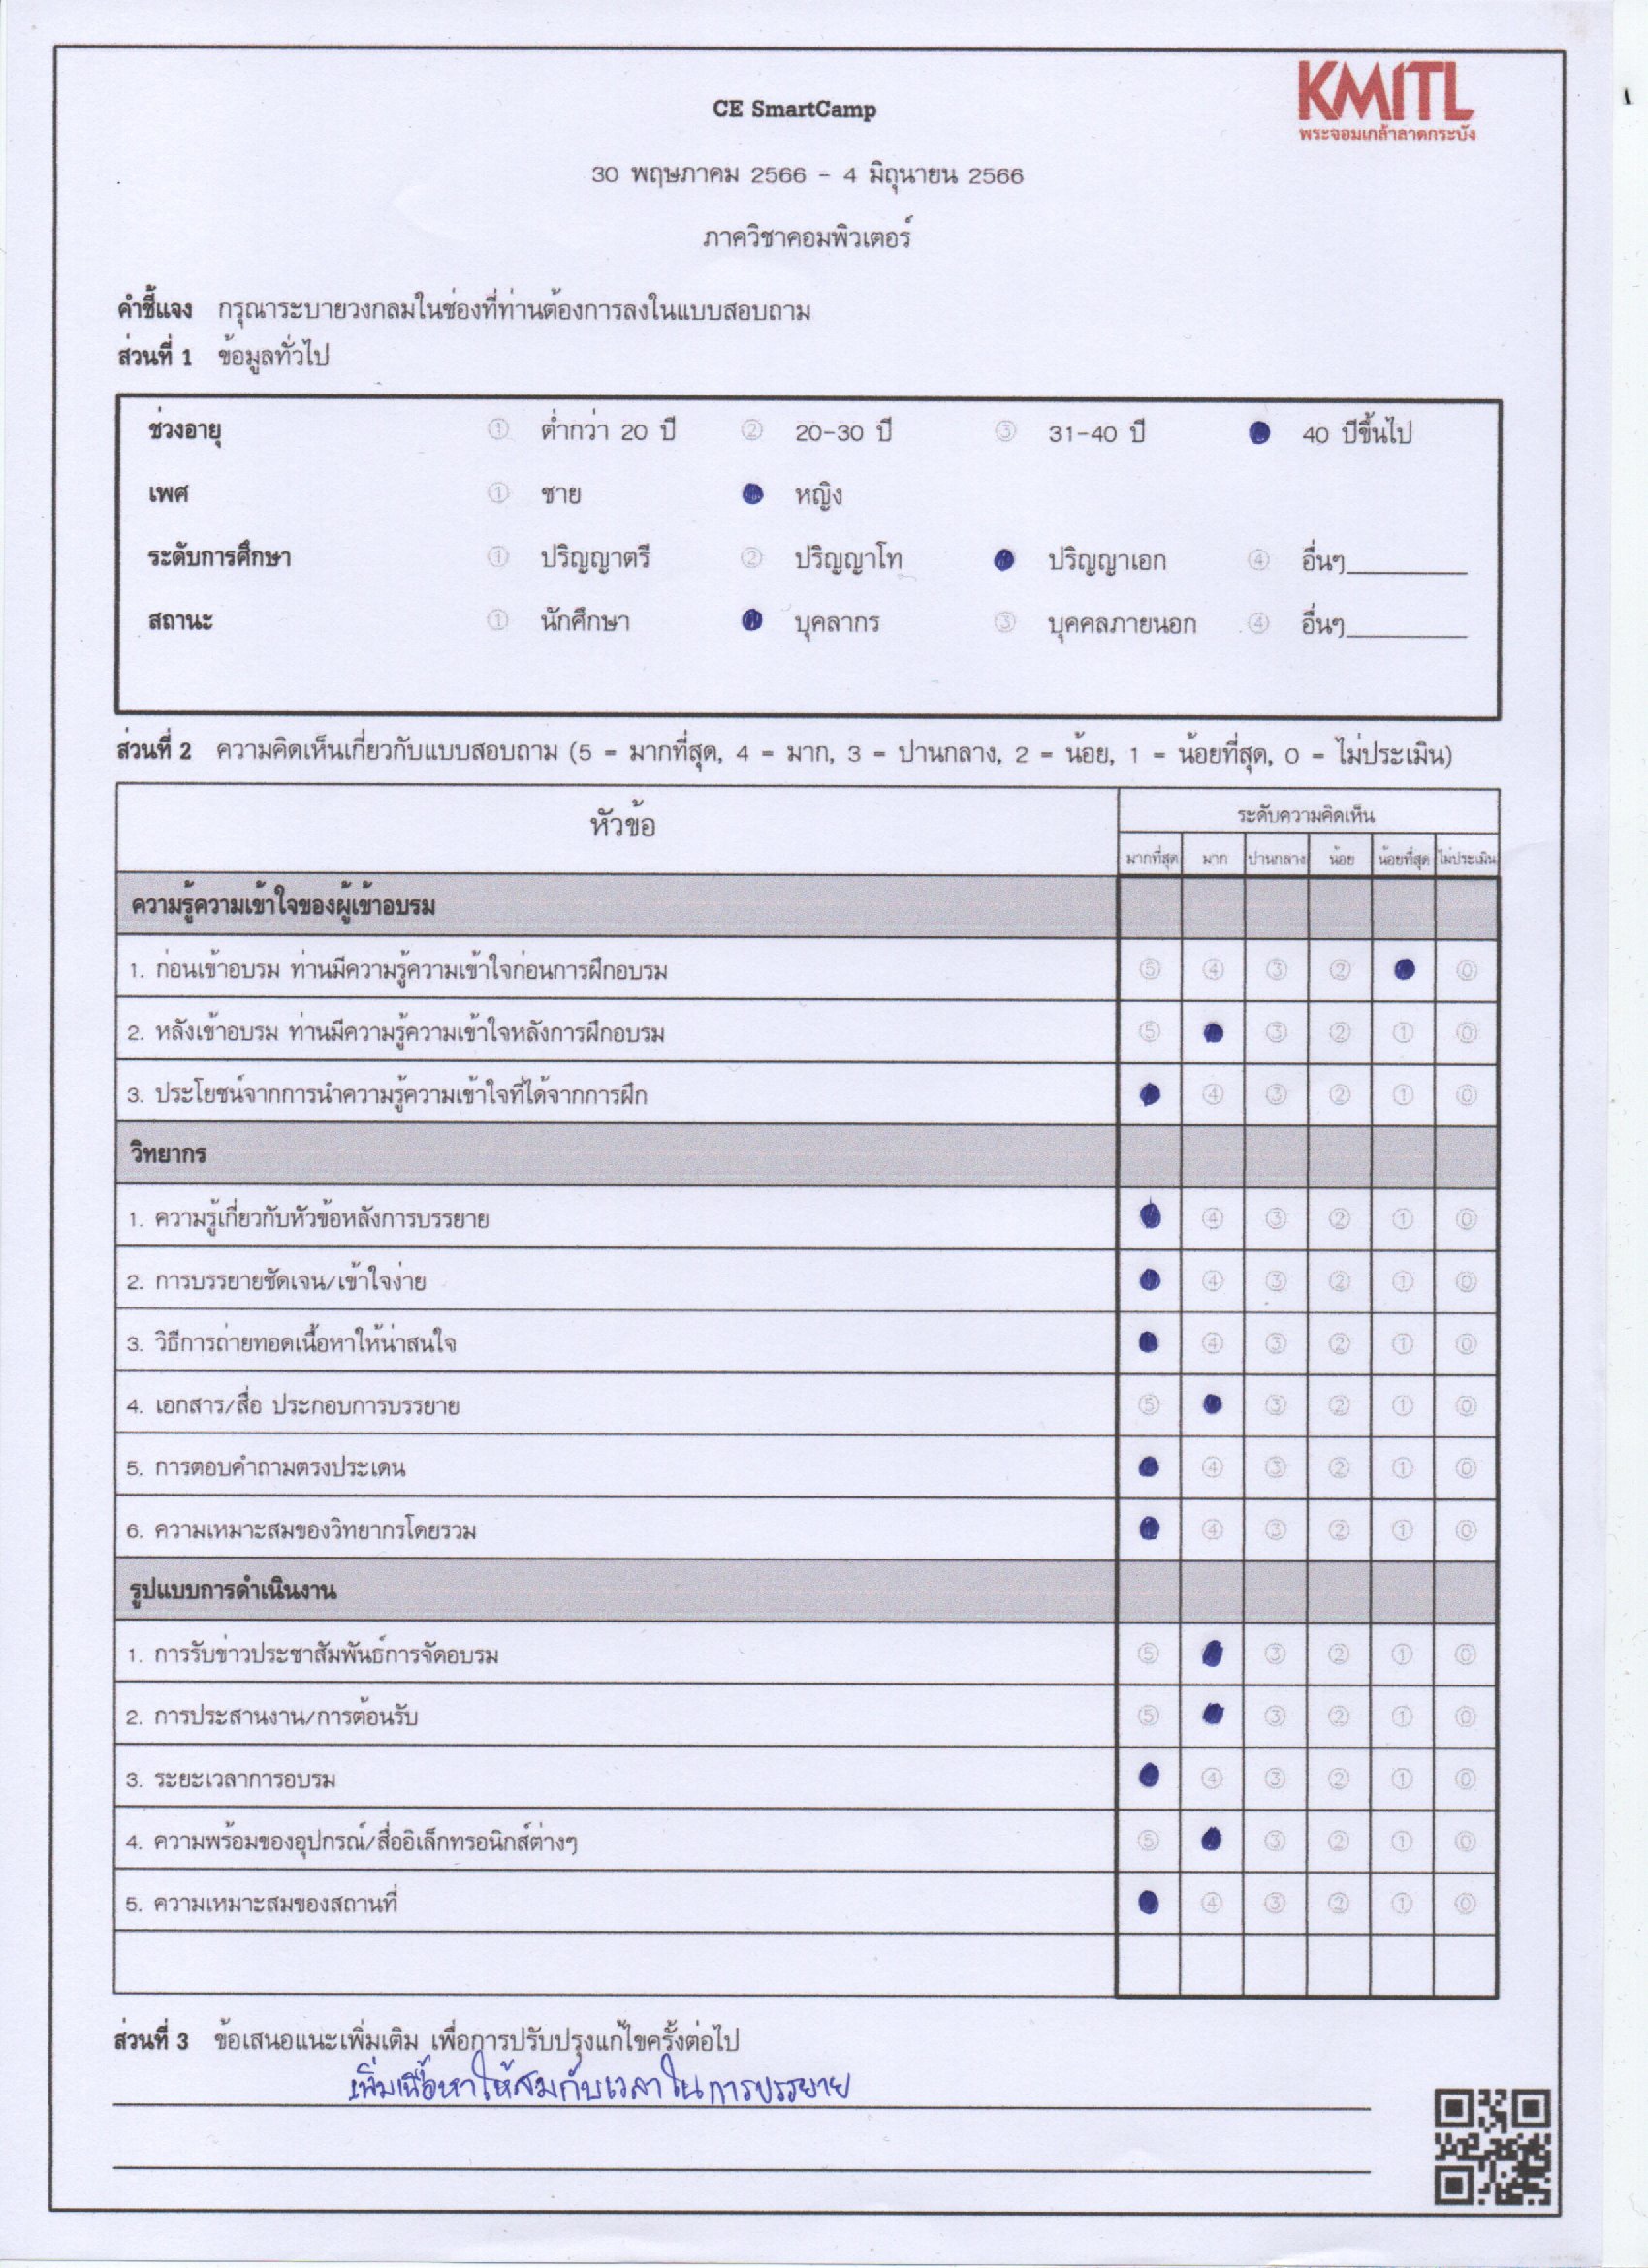 KMITL
พระจอมเกล้าลาดกระบัง
CE SmartCamp
30 พฤษภาคม 2566 - 4 มิถุนายน 2566
ภาควิชาคอมพิวเตอร์
คำชี้แจง กรุณาระบายวงกลมในช่องที่ท่านต้องการลงในแบบสอบถาม
ส่วนที่ 1 ข้อมูลทั่วไป
ช่วงอายุ ① ต่ำกว่า 20 ปี ② 20-30 ปี ③ 31-40 ปี ● 40 ปีขึ้นไป
เพศ ① ชาย ● หญิง
ระดับการศึกษา ① ปริญญาตรี ② ปริญญาโท ● ปริญญาเอก ④ อื่นๆ
สถานะ ① นักศึกษา ● บุคลากร ③ บุคคลภายนอก ④ อื่นๆ
ส่วนที่ 2 ความคิดเห็นเกี่ยวกับแบบสอบถาม (5 = มากที่สุด, 4 = มาก, 3 = ปานกลาง, 2 = น้อย, 1 = น้อยที่สุด, 0 = ไม่ประเมิน)
หัวข้อ ระดับความคิดเห็น
มากที่สุด มาก ปานกลาง น้อย น้อยที่สุด ไม่ประเมิน
ความรู้ความเข้าใจของผู้เข้าอบรม
1. ก่อนเข้าอบรม ท่านมีความรู้ความเข้าใจก่อนการฝึกอบรม ⑤ ④ ③ ② ● ⓪
2. หลังเข้าอบรม ท่านมีความรู้ความเข้าใจหลังการฝึกอบรม ⑤ ● ③ ② ① ⓪
3. ประโยชน์จากการนำความรู้ความเข้าใจที่ได้จากการฝึก ● ④ ③ ② ① ⓪
วิทยากร
1. ความรู้เกี่ยวกับหัวข้อหลังการบรรยาย ● ④ ③ ② ① ⓪
2. การบรรยายชัดเจน/เข้าใจง่าย ● ④ ③ ② ① ⓪
3. วิธีการถ่ายทอดเนื้อหาให้น่าสนใจ ● ④ ③ ② ① ⓪
4. เอกสาร/สื่อ ประกอบการบรรยาย ⑤ ● ③ ② ① ⓪
5. การตอบคำถามตรงประเดน ● ④ ③ ② ① ⓪
6. ความเหมาะสมของวิทยากรโดยรวม ● ④ ③ ② ① ⓪
รูปแบบการดำเนินงาน
1. การรับข่าวประชาสัมพันธ์การจัดอบรม ⑤ ● ③ ② ① ⓪
2. การประสานงาน/การต้อนรับ ⑤ ● ③ ② ① ⓪
3. ระยะเวลาการอบรม ● ④ ③ ② ① ⓪
4. ความพร้อมของอุปกรณ์/สื่ออิเล็กทรอนิกส์ต่างๆ ⑤ ● ③ ② ① ⓪
5. ความเหมาะสมของสถานที่ ● ④ ③ ② ① ⓪
ส่วนที่ 3 ข้อเสนอแนะเพิ่มเติม เพื่อการปรับปรุงแก้ไขครั้งต่อไป
เพิ่มเนื้อหาให้สมกับเวลาในการบรรยาย